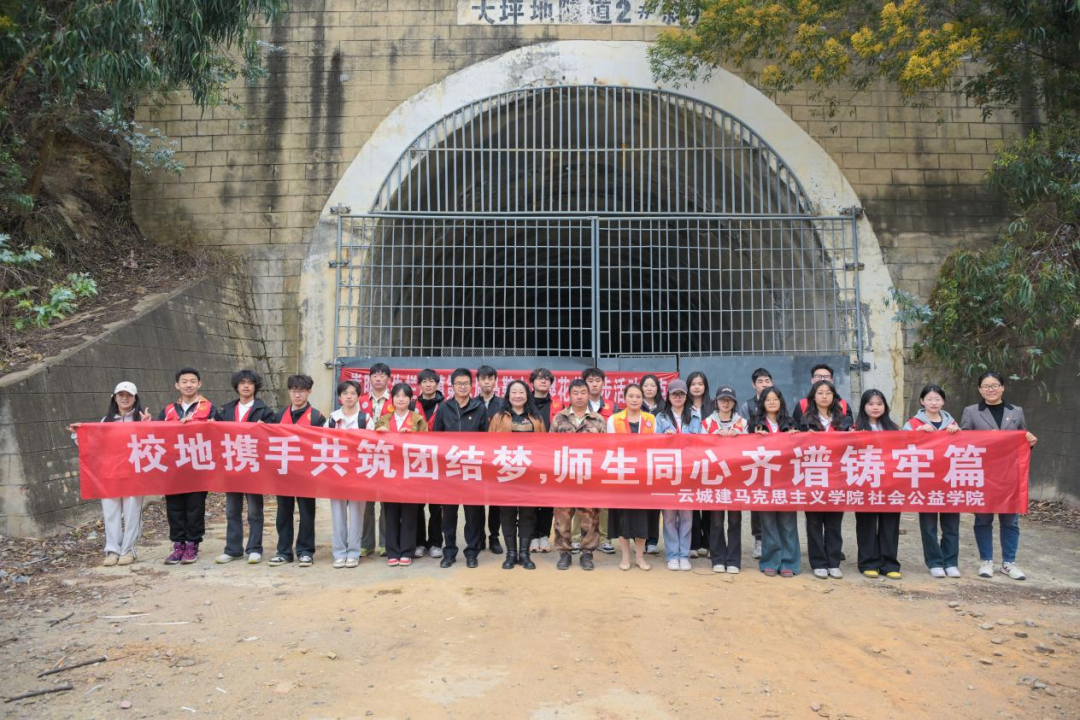 大坪地隧道2号
校地携手共筑团结梦,师生同心齐谱铸牢篇
——云城建马克思主义学院社会公益学院